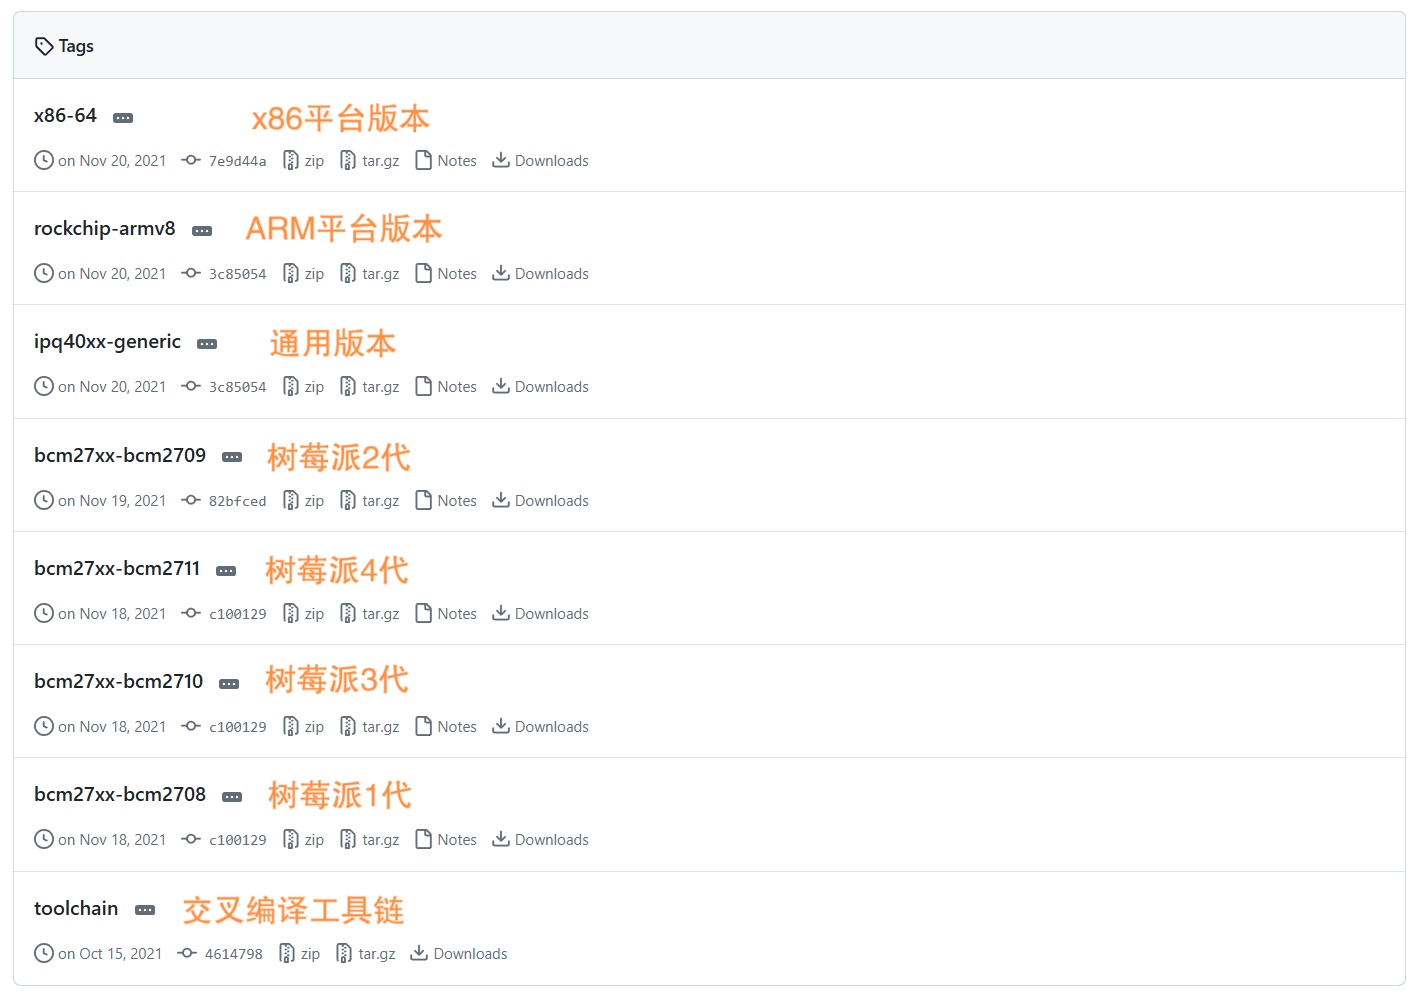 Tags
x86-64 x86平台版本
on Nov 20, 2021 7e9d44a zip tar.gz Notes Downloads
rockchip-armv8 ARM平台版本
on Nov 20, 2021 3c85054 zip tar.gz Notes Downloads
ipq40xx-generic 通用版本
on Nov 20, 2021 3c85054 zip tar.gz Notes Downloads
bcm27xx-bcm2709 树莓派2代
on Nov 19, 2021 82bfced zip tar.gz Notes Downloads
bcm27xx-bcm2711 树莓派4代
on Nov 18, 2021 c100129 zip tar.gz Notes Downloads
bcm27xx-bcm2710 树莓派3代
on Nov 18, 2021 c100129 zip tar.gz Notes Downloads
bcm27xx-bcm2708 树莓派1代
on Nov 18, 2021 c100129 zip tar.gz Notes Downloads
toolchain 交叉编译工具链
on Oct 15, 2021 4614798 zip tar.gz Downloads